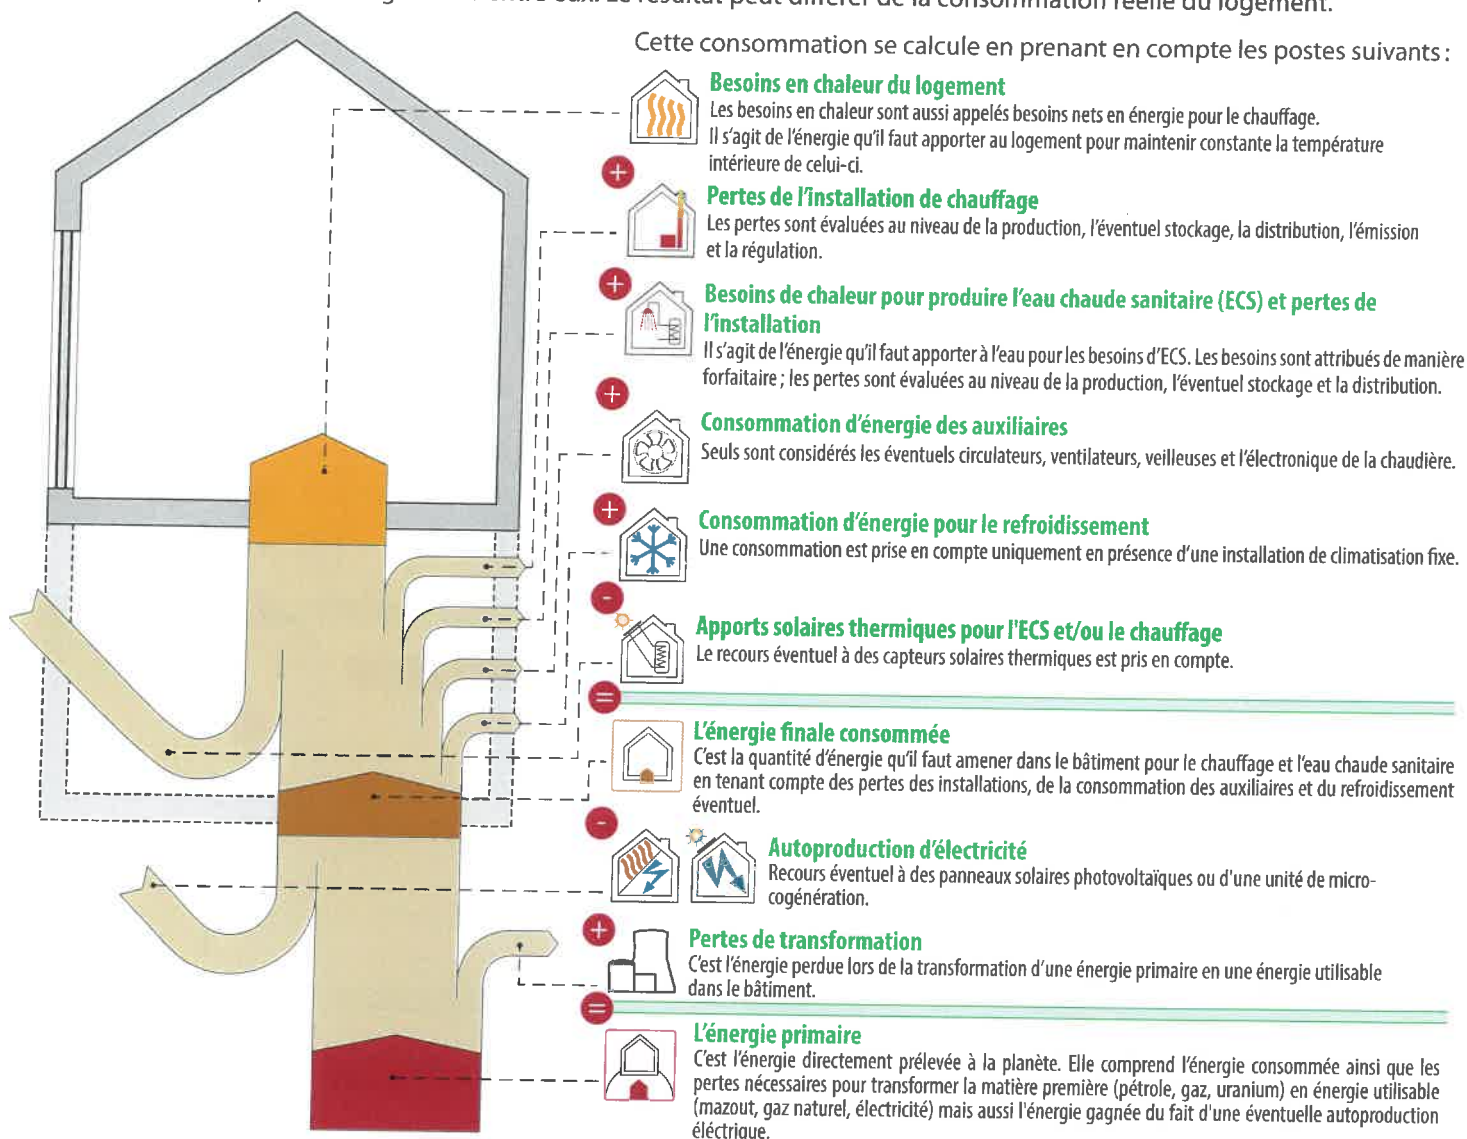 Le résultat peut différer de la consommation réelle du logement.
Cette consommation se calcule en prenant en compte les postes suivants :
Besoins en chaleur du logement
Les besoins en chaleur sont aussi appelés besoins nets en énergie pour le chauffage.
Il s'agit de l'énergie qu'il faut apporter au logement pour maintenir constante la température
intérieure de celui-ci.
+
Pertes de l'installation de chauffage
Les pertes sont évaluées au niveau de la production, l'éventuel stockage, la distribution, l'émission
et la régulation.
+
Besoins de chaleur pour produire l'eau chaude sanitaire (ECS) et pertes de
l'installation
Il s'agit de l'énergie qu'il faut apporter à l'eau pour les besoins d'ECS. Les besoins sont attribués de manière
forfaitaire ; les pertes sont évaluées au niveau de la production, l'éventuel stockage et la distribution.
+
Consommation d'énergie des auxiliaires
Seuls sont considérés les éventuels circulateurs, ventilateurs, veilleuses et l'électronique de la chaudière.
+
Consommation d'énergie pour le refroidissement
Une consommation est prise en compte uniquement en présence d'une installation de climatisation fixe.
-
Apports solaires thermiques pour l'ECS et/ou le chauffage
Le recours éventuel à des capteurs solaires thermiques est pris en compte.
=
L'énergie finale consommée
C'est la quantité d'énergie qu'il faut amener dans le bâtiment pour le chauffage et l'eau chaude sanitaire
en tenant compte des pertes des installations, de la consommation des auxiliaires et du refroidissement
éventuel.
-
Autoproduction d'électricité
Recours éventuel à des panneaux solaires photovoltaïques ou d'une unité de micro-
cogénération.
+
Pertes de transformation
C'est l'énergie perdue lors de la transformation d'une énergie primaire en une énergie utilisable
dans le bâtiment.
=
L'énergie primaire
C'est l'énergie directement prélevée à la planète. Elle comprend l'énergie consommée ainsi que les
pertes nécessaires pour transformer la matière première (pétrole, gaz, uranium) en énergie utilisable
(mazout, gaz naturel, électricité) mais aussi l'énergie gagnée du fait d'une éventuelle autoproduction
éléctrique.